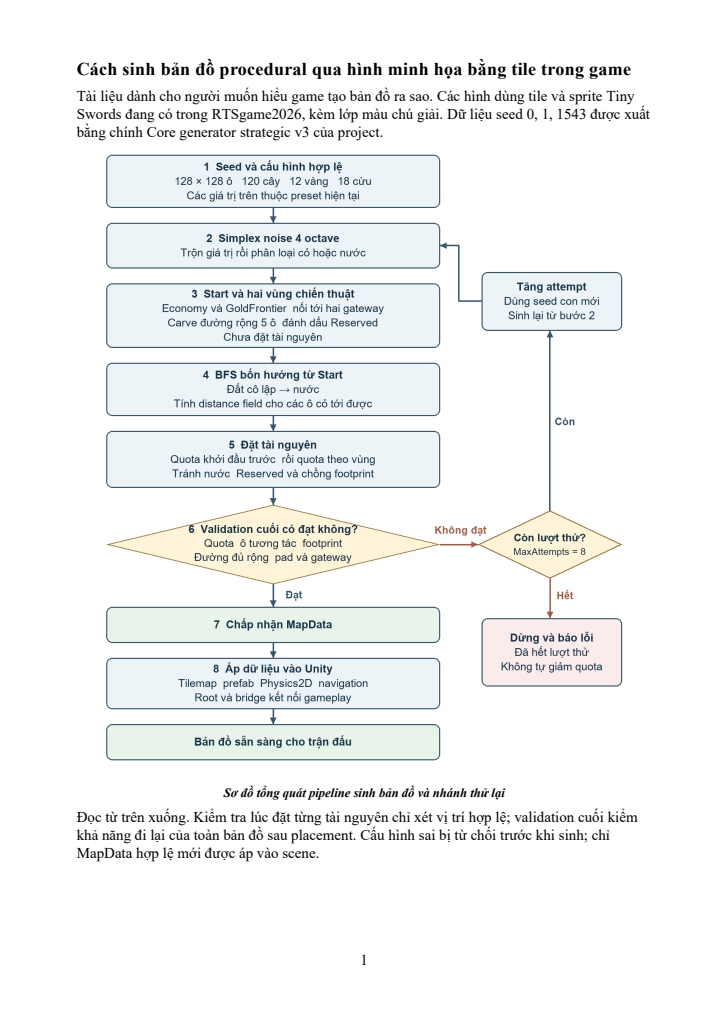 Cách sinh bản đồ procedural qua hình minh họa bằng tile trong game
Tài liệu dành cho người muốn hiểu game tạo bản đồ ra sao. Các hình dùng tile và sprite Tiny
Swords đang có trong RTSgame2026, kèm lớp màu chú giải. Dữ liệu seed 0, 1, 1543 được xuất
bằng chính Core generator strategic v3 của project.
1 Seed và cấu hình hợp lệ
128 × 128 ô 120 cây 12 vàng 18 cừu
Các giá trị trên thuộc preset hiện tại
2 Simplex noise 4 octave
Trộn giá trị rồi phân loại cỏ hoặc nước
3 Start và hai vùng chiến thuật
Economy và GoldFrontier nối tới hai gateway
Carve đường rộng 5 ô đánh dấu Reserved
Chưa đặt tài nguyên
Tăng attempt
Dùng seed con mới
Sinh lại từ bước 2
4 BFS bốn hướng từ Start
Đất cô lập → nước
Tính distance field cho các ô cỏ tới được
Còn
5 Đặt tài nguyên
Quota khởi đầu trước rồi quota theo vùng
Tránh nước Reserved và chồng footprint
6 Validation cuối có đạt không?
Quota ô tương tác footprint
Đường đủ rộng pad và gateway
Không đạt
Còn lượt thử?
MaxAttempts = 8
Đạt
Hết
7 Chấp nhận MapData
Dừng và báo lỗi
Đã hết lượt thử
Không tự giảm quota
8 Áp dữ liệu vào Unity
Tilemap prefab Physics2D navigation
Root và bridge kết nối gameplay
Bản đồ sẵn sàng cho trận đấu
Sơ đồ tổng quát pipeline sinh bản đồ và nhánh thử lại
Đọc từ trên xuống. Kiểm tra lúc đặt từng tài nguyên chỉ xét vị trí hợp lệ; validation cuối kiểm
khả năng đi lại của toàn bản đồ sau placement. Cấu hình sai bị từ chối trước khi sinh; chỉ
MapData hợp lệ mới được áp vào scene.
1